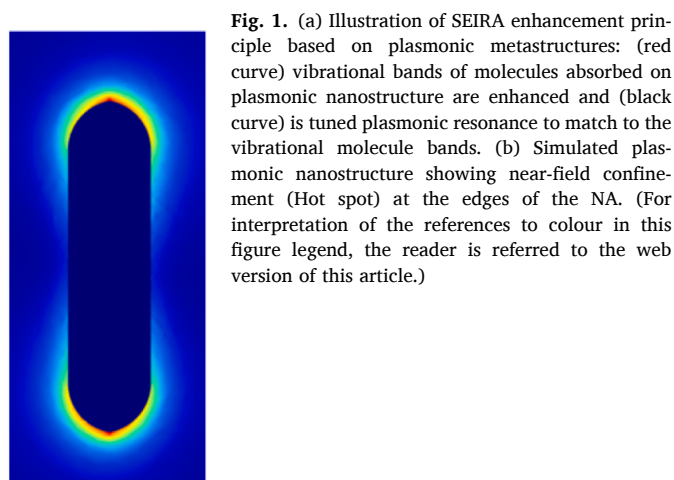 Fig. 1. (a) Illustration of SEIRA enhancement prin-
ciple based on plasmonic metastructures: (red
curve) vibrational bands of molecules absorbed on
plasmonic nanostructure are enhanced and (black
curve) is tuned plasmonic resonance to match to the
vibrational molecule bands. (b) Simulated plas-
monic nanostructure showing near-field confine-
ment (Hot spot) at the edges of the NA. (For
interpretation of the references to colour in this
figure legend, the reader is referred to the web
version of this article.)